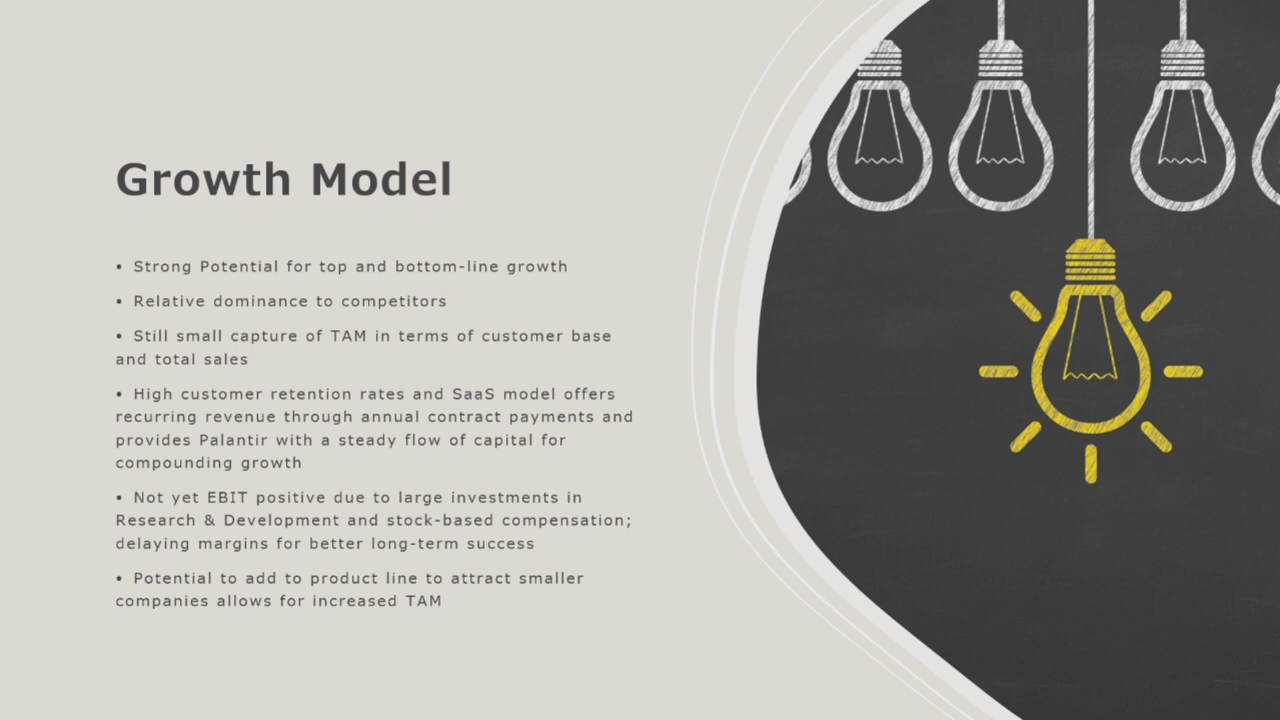 Growth Model
• Strong Potential for top and bottom-line growth
• Relative dominance to competitors
• Still small capture of TAM in terms of customer base
and total sales
• High customer retention rates and SaaS model offers
recurring revenue through annual contract payments and
provides Palantir with a steady flow of capital for
compounding growth
• Not yet EBIT positive due to large investments in
Research & Development and stock-based compensation;
delaying margins for better long-term success
• Potential to add to product line to attract smaller
companies allows for increased TAM